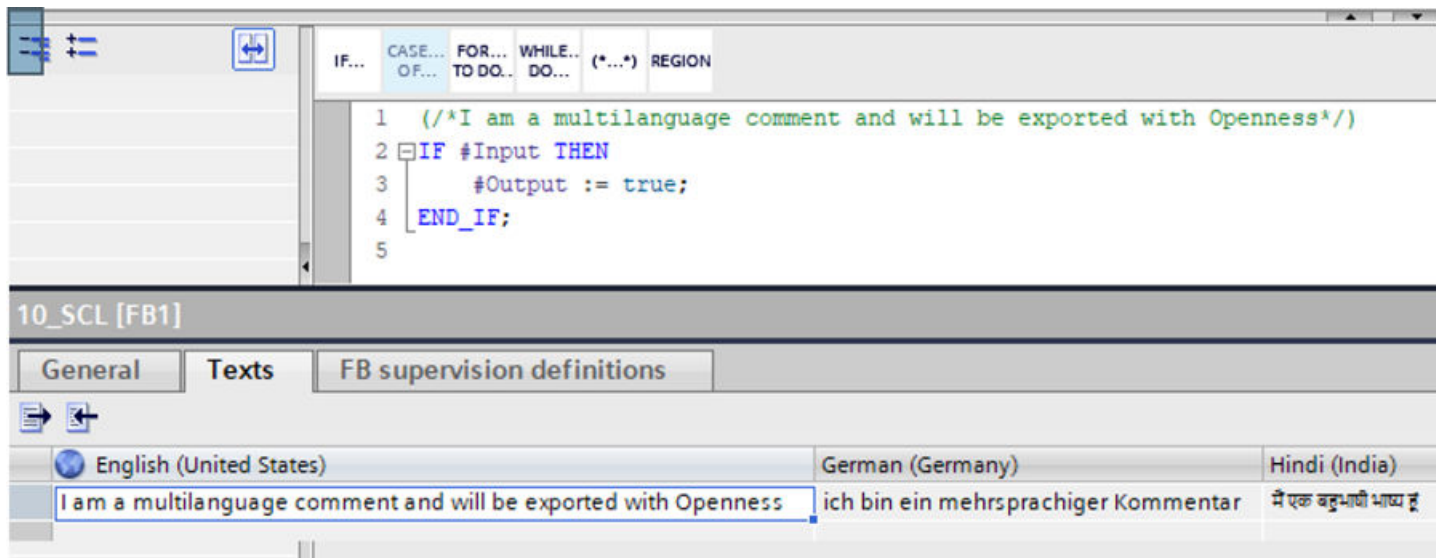 IF... CASE... OF... FOR... TO DO.. WHILE.. DO... (*...*) REGION
1 (/*I am a multilanguage comment and will be exported with Openness*/)
2 IF #Input THEN
3 #Output := true;
4 END_IF;
5
10_SCL [FB1]
General Texts FB supervision definitions
English (United States) German (Germany) Hindi (India)
I am a multilanguage comment and will be exported with Openness ich bin ein mehrsprachiger Kommentar मैं एक बहुभाषी भाष्य हूं